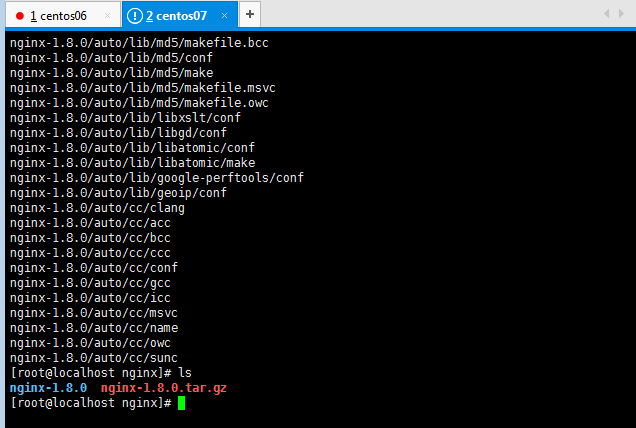 1 centos06 × 2 centos07 × +
nginx-1.8.0/auto/lib/md5/makefile.bcc
nginx-1.8.0/auto/lib/md5/conf
nginx-1.8.0/auto/lib/md5/make
nginx-1.8.0/auto/lib/md5/makefile.msvc
nginx-1.8.0/auto/lib/md5/makefile.owc
nginx-1.8.0/auto/lib/libxslt/conf
nginx-1.8.0/auto/lib/libgd/conf
nginx-1.8.0/auto/lib/libatomic/conf
nginx-1.8.0/auto/lib/libatomic/make
nginx-1.8.0/auto/lib/google-perftools/conf
nginx-1.8.0/auto/lib/geoip/conf
nginx-1.8.0/auto/cc/clang
nginx-1.8.0/auto/cc/acc
nginx-1.8.0/auto/cc/bcc
nginx-1.8.0/auto/cc/ccc
nginx-1.8.0/auto/cc/conf
nginx-1.8.0/auto/cc/gcc
nginx-1.8.0/auto/cc/icc
nginx-1.8.0/auto/cc/msvc
nginx-1.8.0/auto/cc/name
nginx-1.8.0/auto/cc/owc
nginx-1.8.0/auto/cc/sunc
[root@localhost nginx]# ls
nginx-1.8.0  nginx-1.8.0.tar.gz
[root@localhost nginx]#